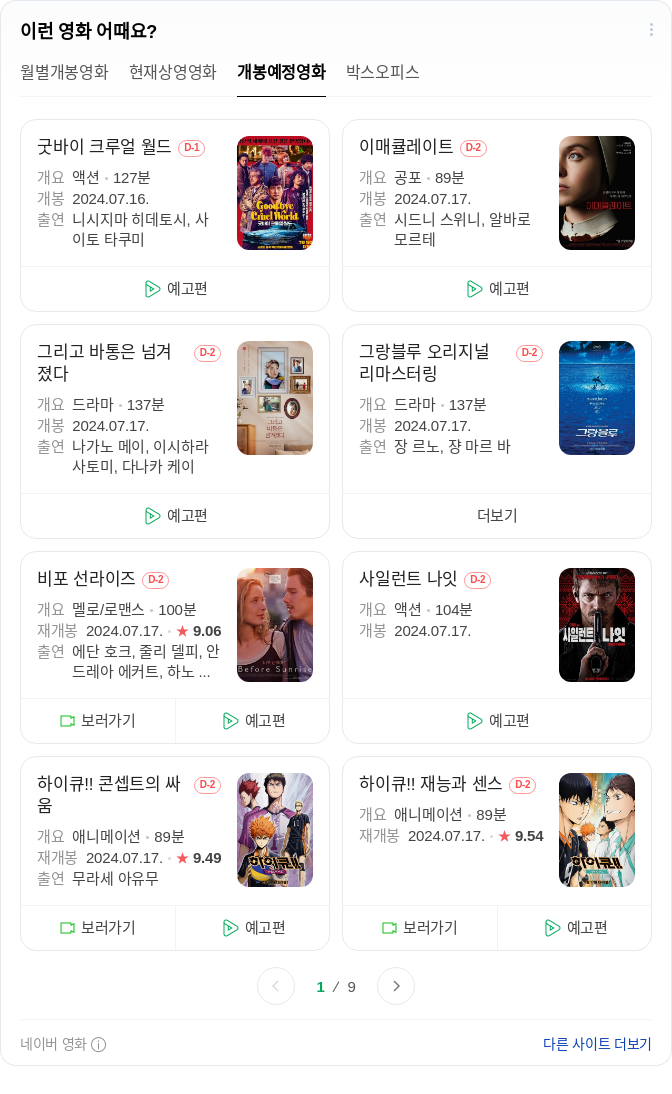 이런 영화 어때요?
월별개봉영화 현재상영영화 개봉예정영화 박스오피스
굿바이 크루얼 월드 D-1
개요 액션 · 127분
개봉 2024.07.16.
출연 니시지마 히데토시, 사
이토 타쿠미
Goodbye
Cruel World
예고편
이매큘레이트 D-2
개요 공포 · 89분
개봉 2024.07.17.
출연 시드니 스위니, 알바로
모르테
이매큘레이트
예고편
그리고 바통은 넘겨 D-2
졌다
개요 드라마 · 137분
개봉 2024.07.17.
출연 나가노 메이, 이시하라
사토미, 다나카 케이
그리고
바통은
넘겨졌다
예고편
그랑블루 오리지널 D-2
리마스터링
개요 드라마 · 137분
개봉 2024.07.17.
출연 장 르노, 쟝 마르 바
그랑블루
더보기
비포 선라이즈 D-2
개요 멜로/로맨스 · 100분
재개봉 2024.07.17. · ★ 9.06
출연 에단 호크, 줄리 델피, 안
드레아 에커트, 하노 ...
Before Sunrise
보러가기 예고편
사일런트 나잇 D-2
개요 액션 · 104분
개봉 2024.07.17.
사일런트 나잇
예고편
하이큐!! 콘셉트의 싸 D-2
움
개요 애니메이션 · 89분
재개봉 2024.07.17. · ★ 9.49
출연 무라세 아유무
하이큐!!
보러가기 예고편
하이큐!! 재능과 센스 D-2
개요 애니메이션 · 89분
재개봉 2024.07.17. · ★ 9.54
하이큐!!
보러가기 예고편
1 / 9
네이버 영화
다른 사이트 더보기